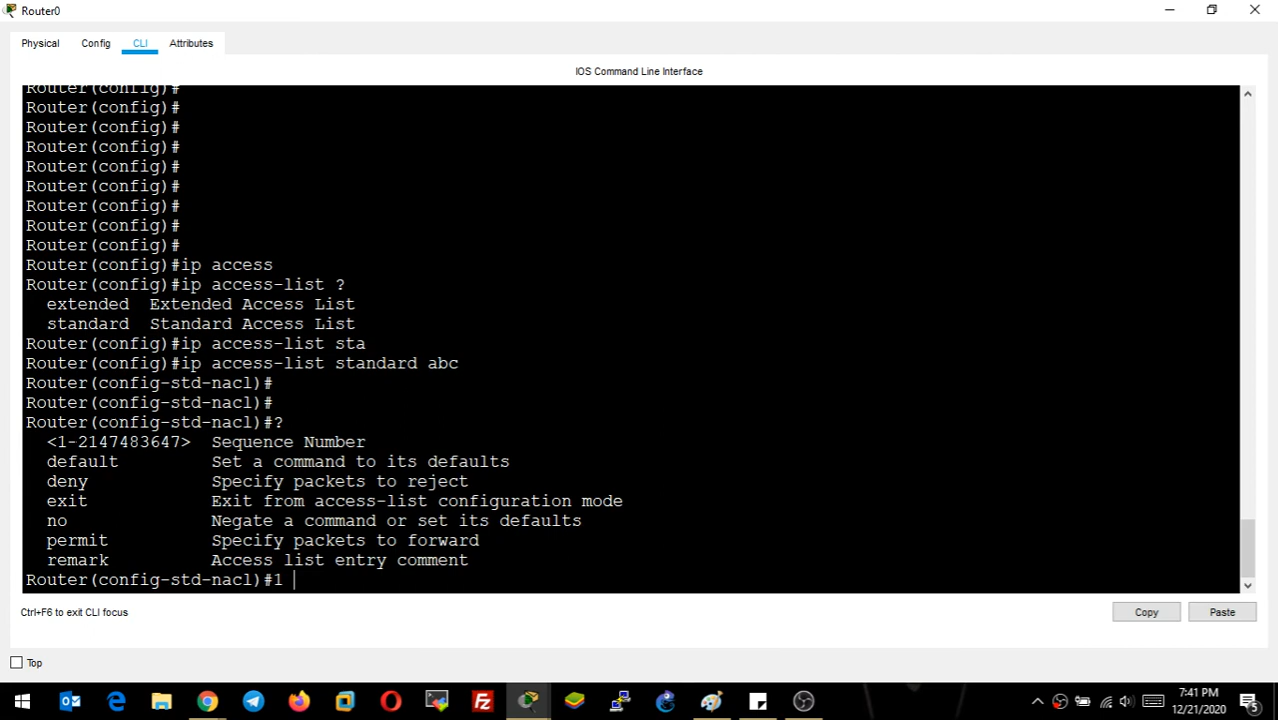 Router0
Physical Config CLI Attributes
IOS Command Line Interface
Router(config)#
Router(config)#
Router(config)#
Router(config)#
Router(config)#
Router(config)#
Router(config)#
Router(config)#
Router(config)#
Router(config)#ip access
Router(config)#ip access-list ?
extended Extended Access List
standard Standard Access List
Router(config)#ip access-list sta
Router(config)#ip access-list standard abc
Router(config-std-nacl)#
Router(config-std-nacl)#
Router(config-std-nacl)#?
<1-2147483647> Sequence Number
default Set a command to its defaults
deny Specify packets to reject
exit Exit from access-list configuration mode
no Negate a command or set its defaults
permit Specify packets to forward
remark Access list entry comment
Router(config-std-nacl)#1
Ctrl+F6 to exit CLI focus
Copy Paste
Top
7:41 PM
12/21/2020
5